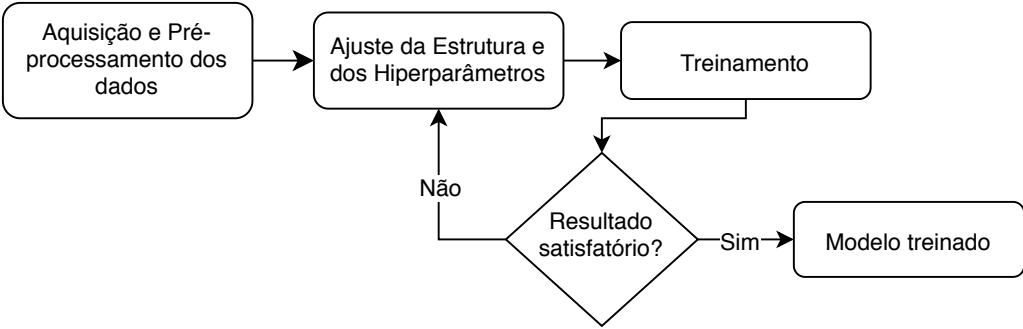 Aquisição e Pré-
processamento dos
dados
Ajuste da Estrutura e
dos Hiperparâmetros
Treinamento
Não
Resultado
satisfatório?
Sim
Modelo treinado